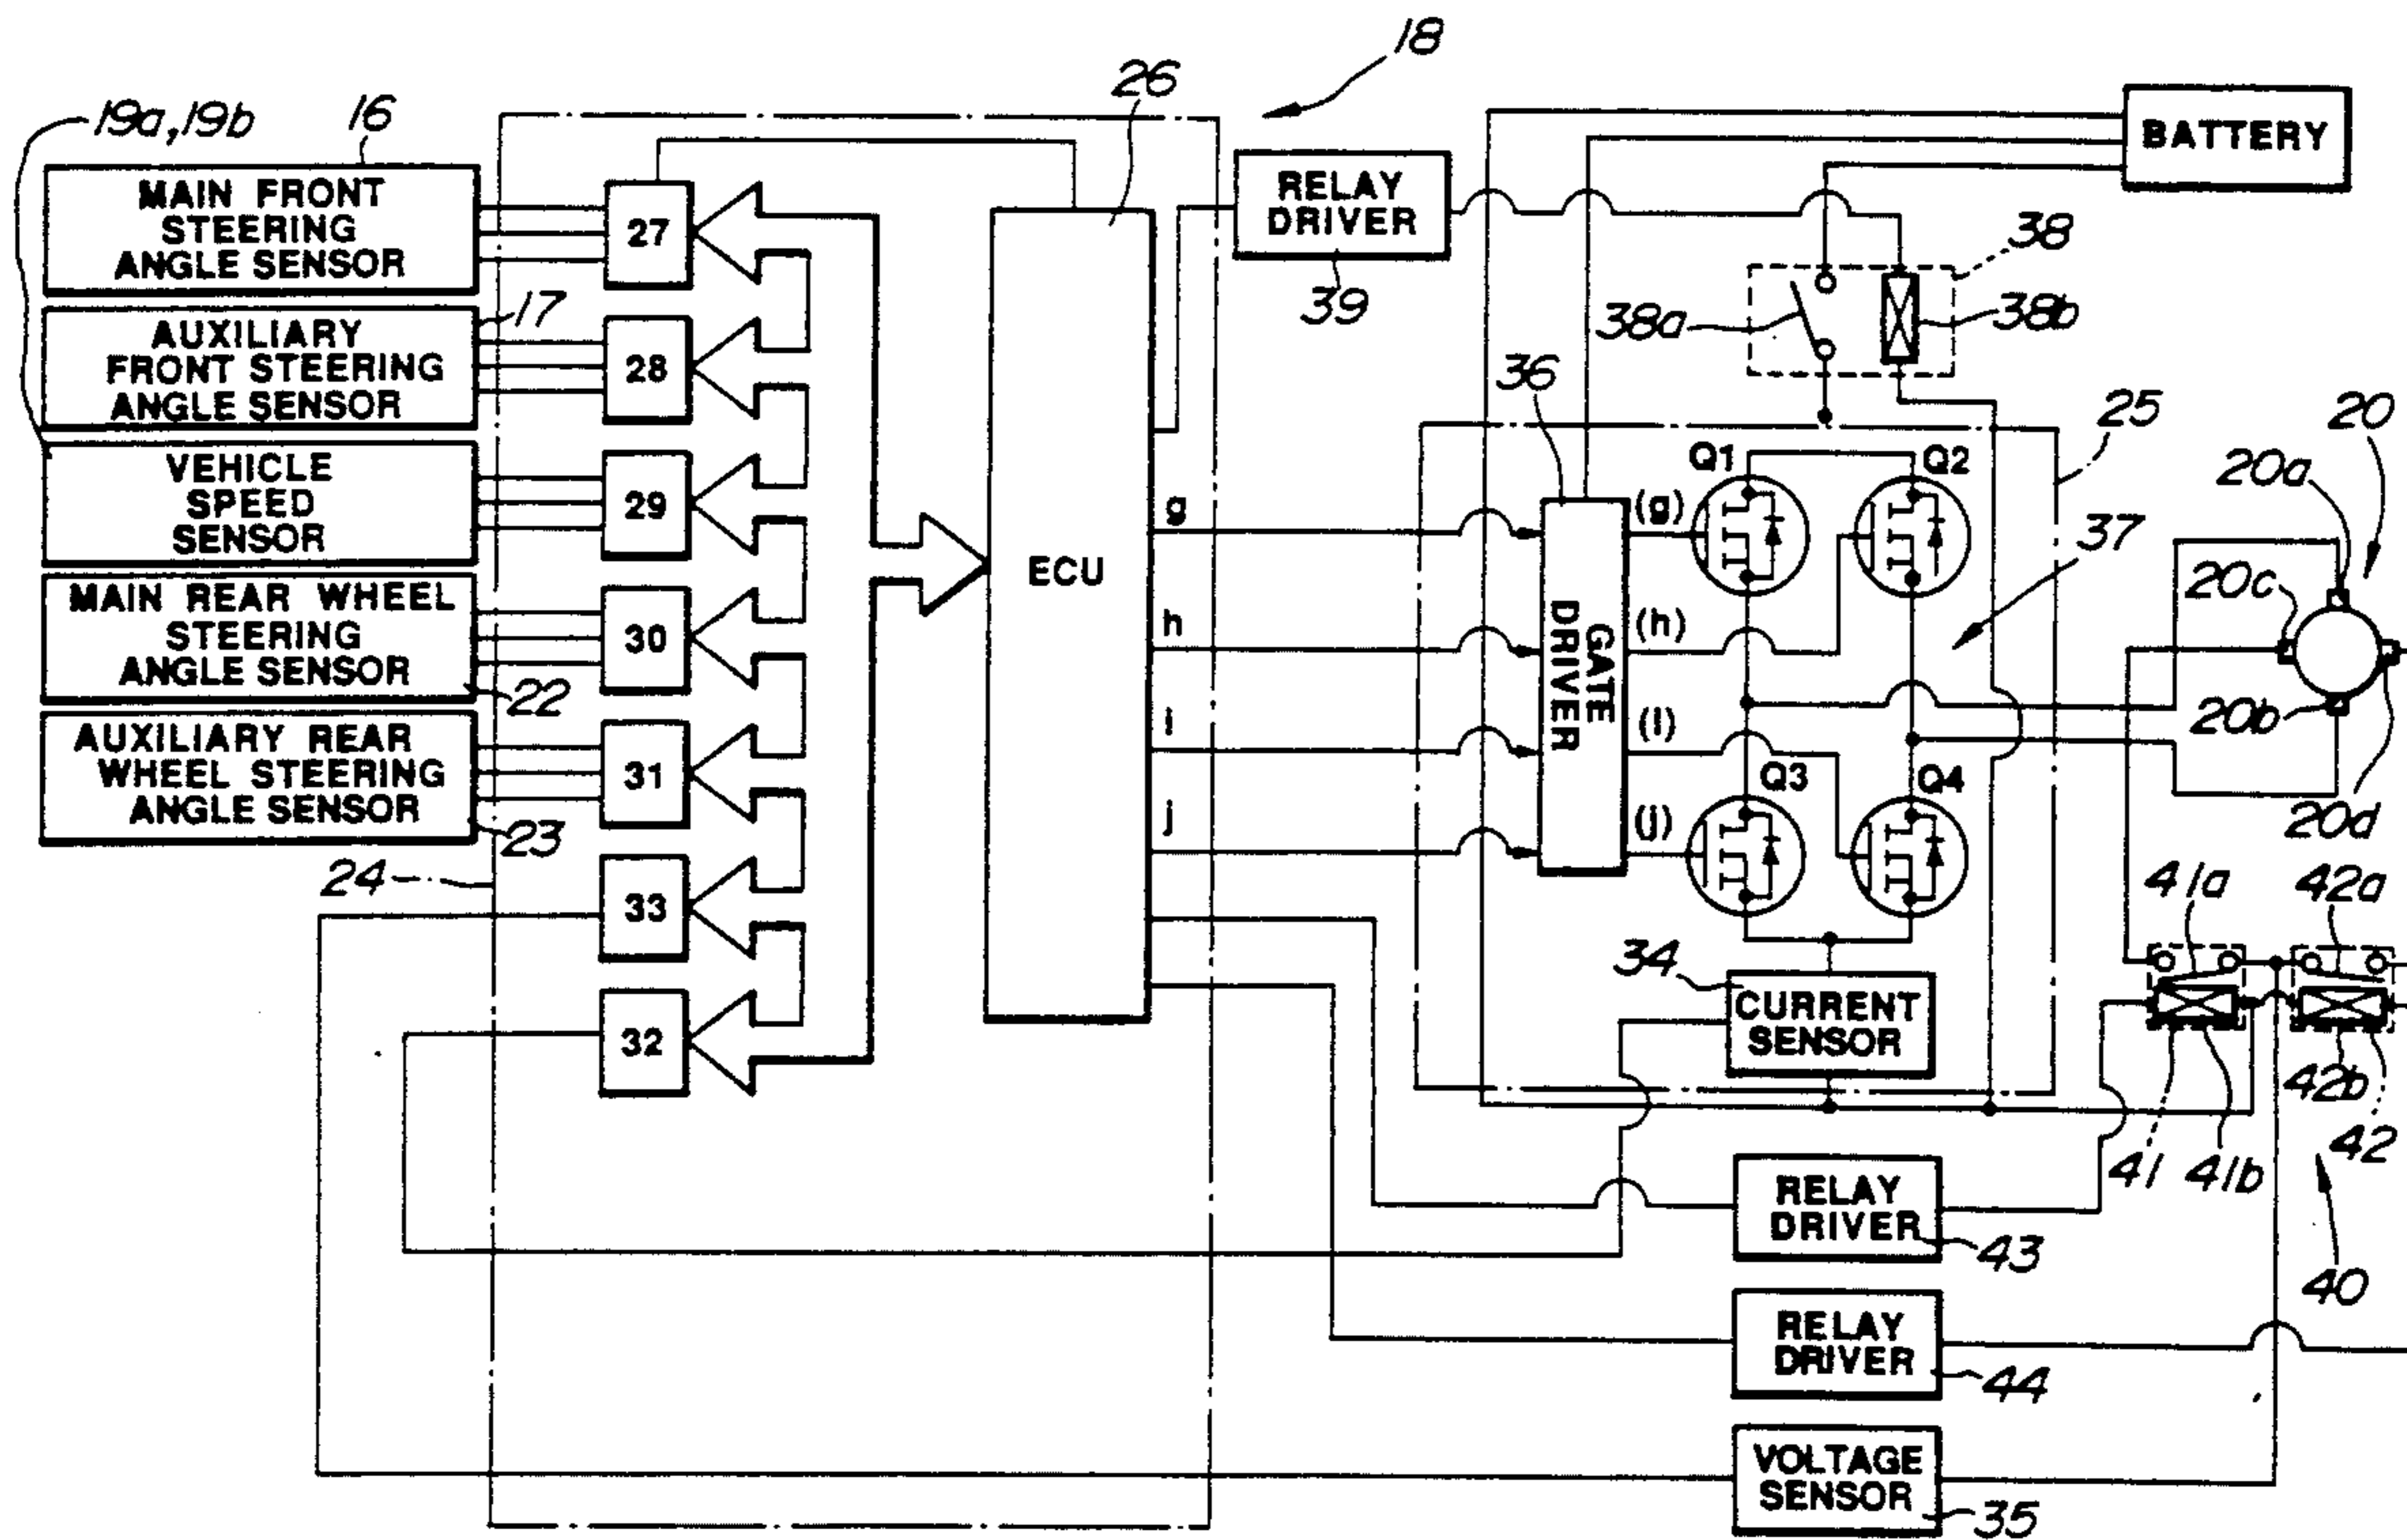 18
26
19a,19b
16
BATTERY
MAIN FRONT
STEERING
ANGLE SENSOR
27
RELAY
DRIVER
39
38
38a
38b
17
AUXILIARY
FRONT STEERING
ANGLE SENSOR
28
36
25
20
VEHICLE
SPEED
SENSOR
29
Q1
Q2
20a
g
(g)
37
ECU
20c
MAIN REAR WHEEL
STEERING
ANGLE SENSOR
22
30
h
(h)
GATE
DRIVER
20b
i
(i)
AUXILIARY REAR
WHEEL STEERING
ANGLE SENSOR
23
31
Q3
Q4
j
(j)
20d
24
33
41a
42a
34
CURRENT
SENSOR
32
42b
41
41b
42
RELAY
DRIVER
43
40
RELAY
DRIVER
44
VOLTAGE
SENSOR
35